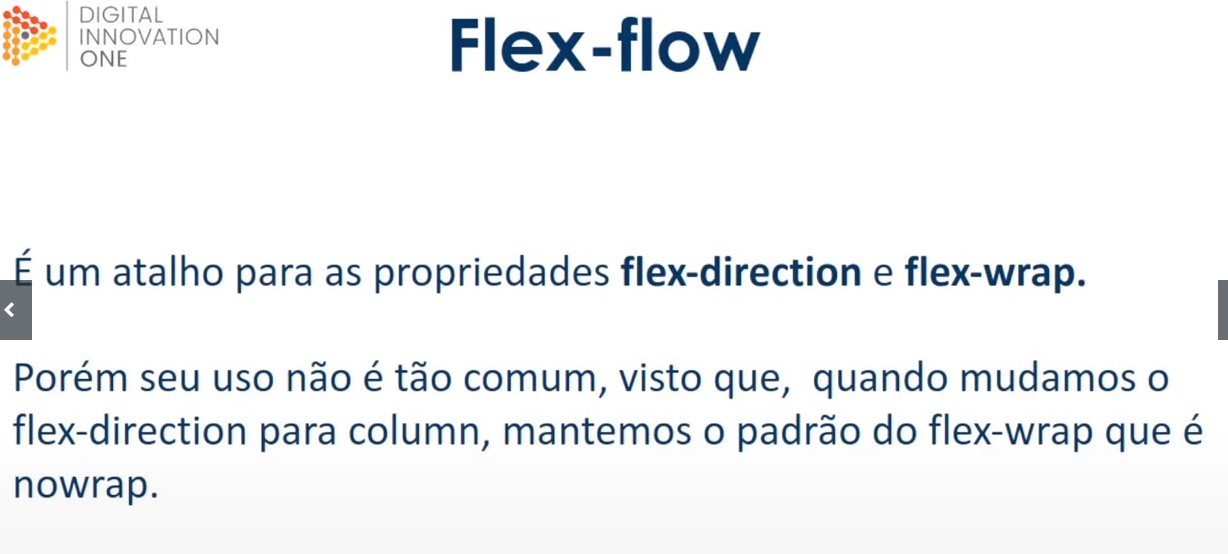 DIGITAL
INNOVATION
ONE
Flex-flow
É um atalho para as propriedades flex-direction e flex-wrap.
Porém seu uso não é tão comum, visto que, quando mudamos o
flex-direction para column, mantemos o padrão do flex-wrap que é
nowrap.